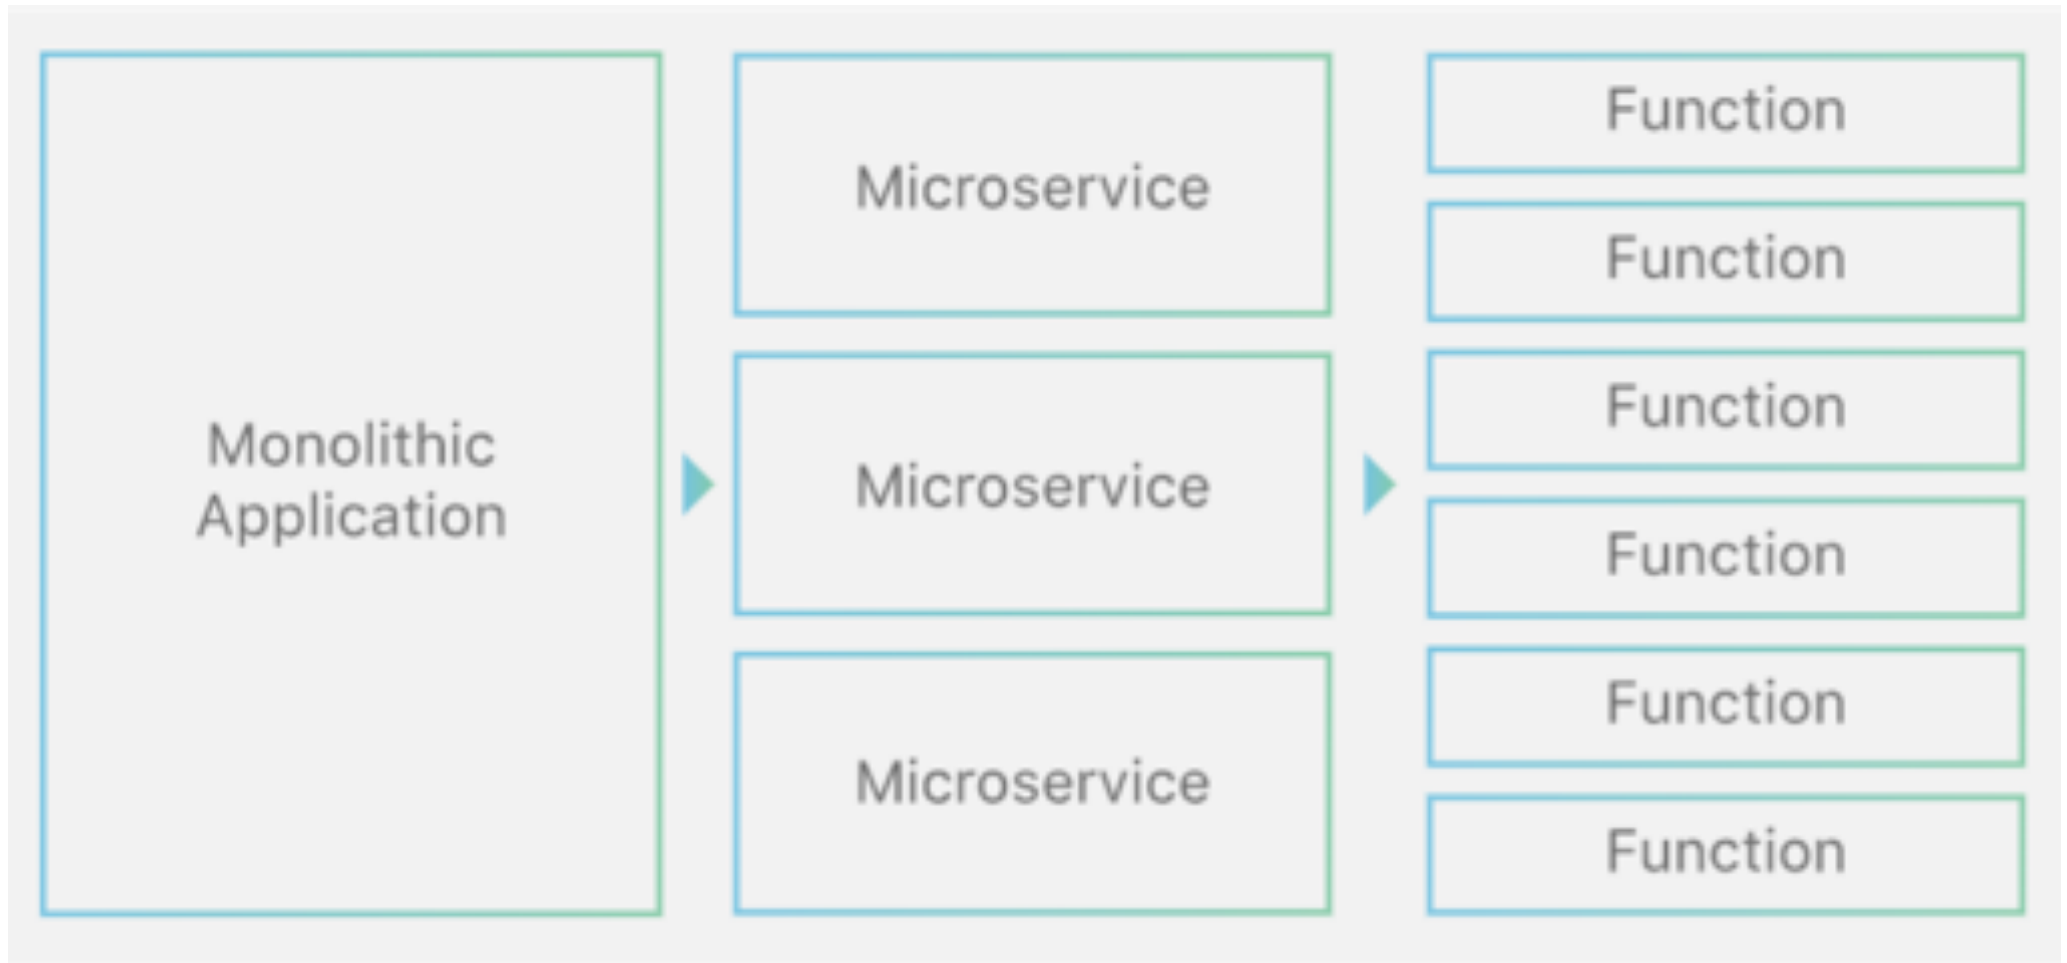 Monolithic
Application
Microservice
Microservice
Microservice
Function
Function
Function
Function
Function
Function